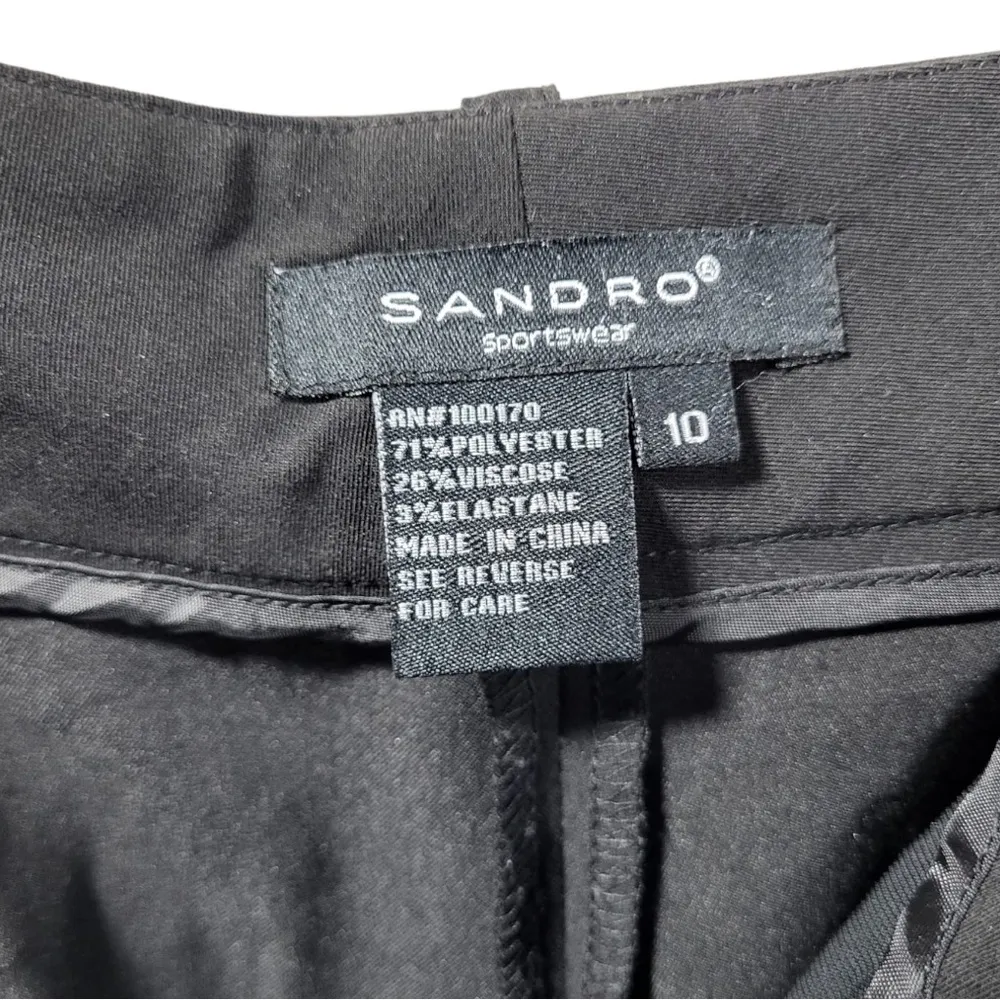 SANDRO®
Sportswear
RN#100170
71%POLYESTER
26%VISCOSE
3%ELASTANE
MADE IN CHINA
SEE REVERSE
FOR CARE
10